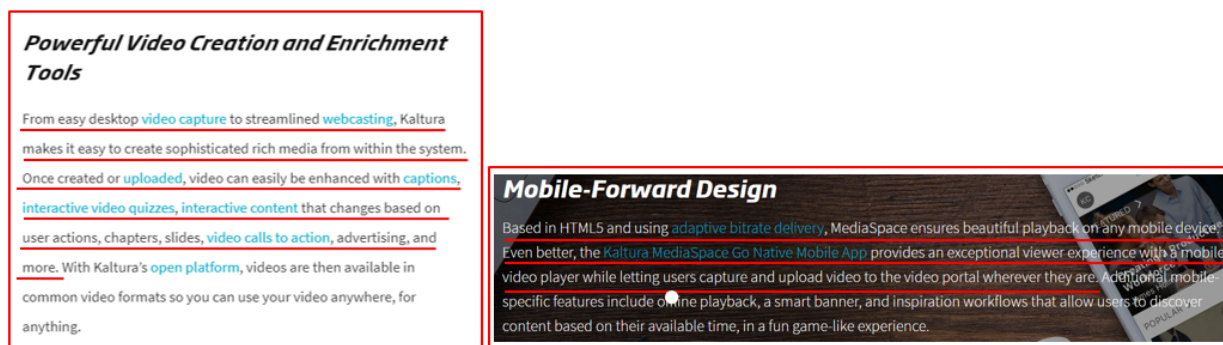 Powerful Video Creation and Enrichment
Tools
From easy desktop video capture to streamlined webcasting, Kaltura
makes it easy to create sophisticated rich media from within the system.
Once created or uploaded, video can easily be enhanced with captions,
interactive video quizzes, interactive content that changes based on
user actions, chapters, slides, video calls to action, advertising, and
more. With Kaltura's open platform, videos are then available in
common video formats so you can use your video anywhere, for
anything.
Mobile-Forward Design
Based in HTML5 and using adaptive bitrate delivery, MediaSpace ensures beautiful playback on any mobile device.
Even better, the Kaltura MediaSpace Go Native Mobile App provides an exceptional viewer experience with a mobile
video player while letting users capture and upload video to the video portal wherever they are. Additional mobile-
specific features include offline playback, a smart banner, and inspiration workflows that allow users to discover
content based on their available time, in a fun game-like experience.
KC
POPULAR